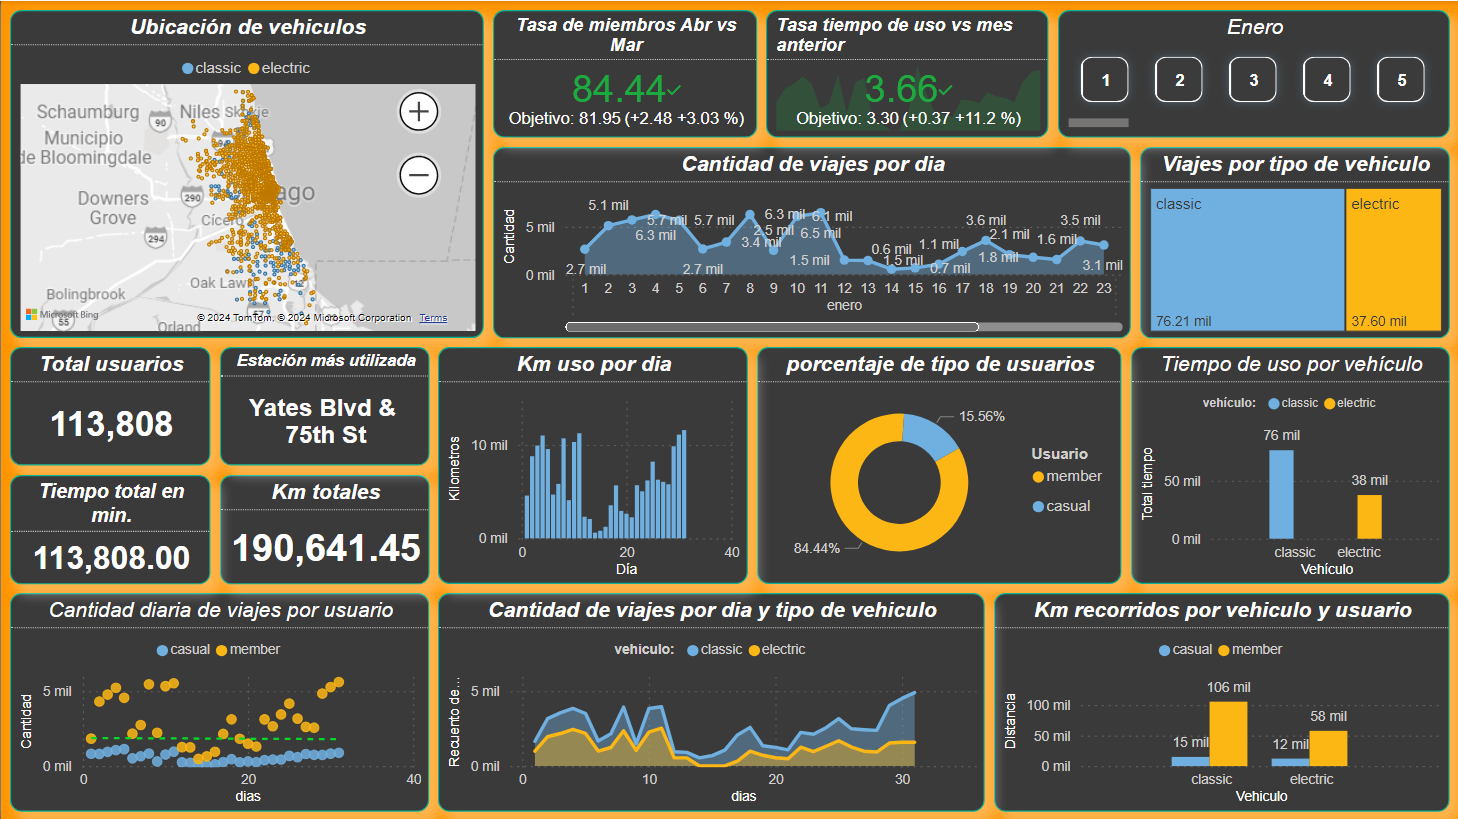 Ubicación de vehiculos
classic electric
Schaumburg
Niles Skokie
90
Municipio
de Bloomingdale
290
Downers
Grove
Cícero
294
Oak Law
12
Bolingbrook
55
57
Orland
Microsoft Bing
© 2024 TomTom, © 2024 Microsoft Corporation Terms
Tasa de miembros Abr vs
Mar
84.44
Objetivo: 81.95 (+2.48 +3.03 %)
Tasa tiempo de uso vs mes
anterior
3.66
Objetivo: 3.30 (+0.37 +11.2 %)
Enero
1 2 3 4 5
Cantidad de viajes por dia
Cantidad
5 mil
0 mil
2.7 mil
5.1 mil
6.3 mil
5.7 mil
2.7 mil
5.7 mil
3.4 mil
2.5 mil
6.3 mil
6.5 mil
6.1 mil
1.5 mil
0.6 mil
1.5 mil
1.1 mil
0.7 mil
3.6 mil
1.8 mil
2.1 mil
1.6 mil
3.5 mil
3.1 mil
1 2 3 4 5 6 7 8 9 10 11 12 13 14 15 16 17 18 19 20 21 22 23
enero
Viajes por tipo de vehiculo
classic
76.21 mil
electric
37.60 mil
Total usuarios
113,808
Estación más utilizada
Yates Blvd &
75th St
Tiempo total en
min.
113,808.00
Km totales
190,641.45
Km uso por dia
Kilometros
10 mil
0 mil
0 20 40
Día
porcentaje de tipo de usuarios
15.56%
84.44%
Usuario
member
casual
Tiempo de uso por vehículo
vehículo: classic electric
Total tiempo
76 mil
50 mil
38 mil
0 mil
classic electric
Vehículo
Cantidad diaria de viajes por usuario
casual member
Cantidad
5 mil
0 mil
0 20 40
dias
Cantidad de viajes por dia y tipo de vehiculo
vehiculo: classic electric
Recuento de...
5 mil
0 mil
0 10 20 30
dias
Km recorridos por vehiculo y usuario
casual member
Distancia
106 mil
100 mil
58 mil
50 mil
15 mil
12 mil
0 mil
classic electric
Vehiculo